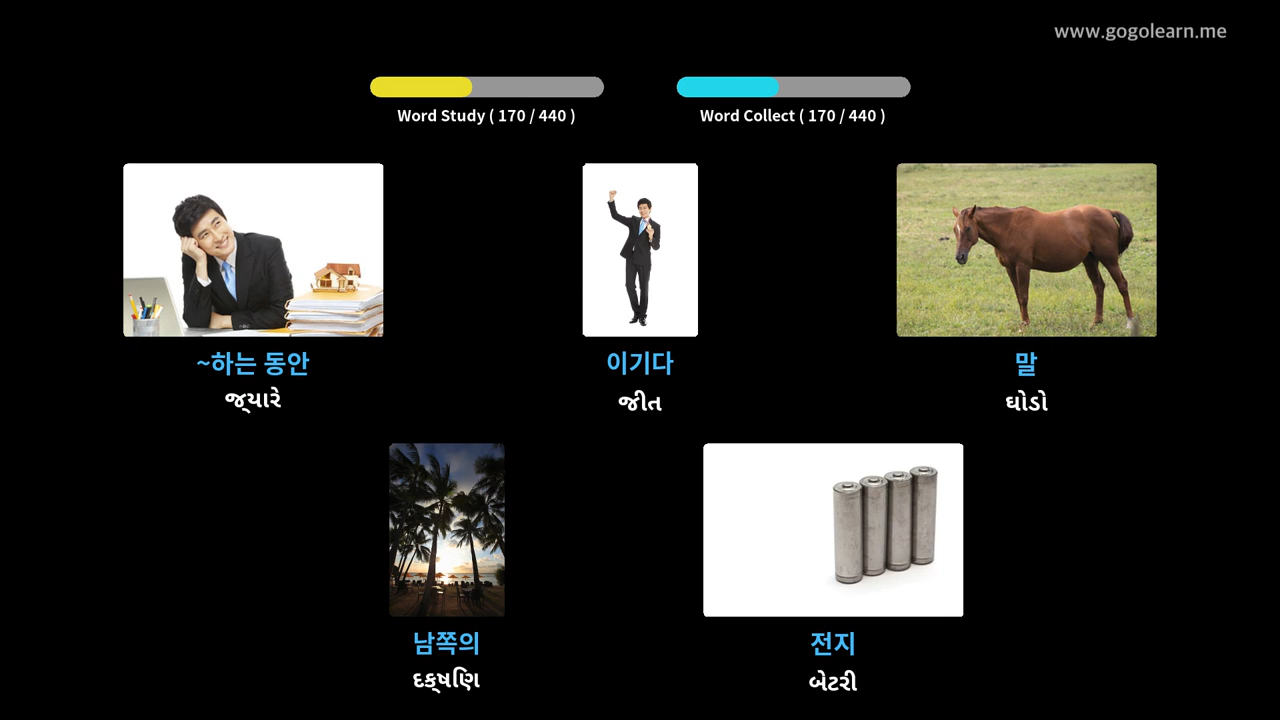 www.gogolearn.me
Word Study ( 170 / 440 )
Word Collect ( 170 / 440 )
~하는 동안
જ્યારે
이기다
જીત
말
ઘોડો
남쪽의
દક્ષણિ
전지
બેટરી